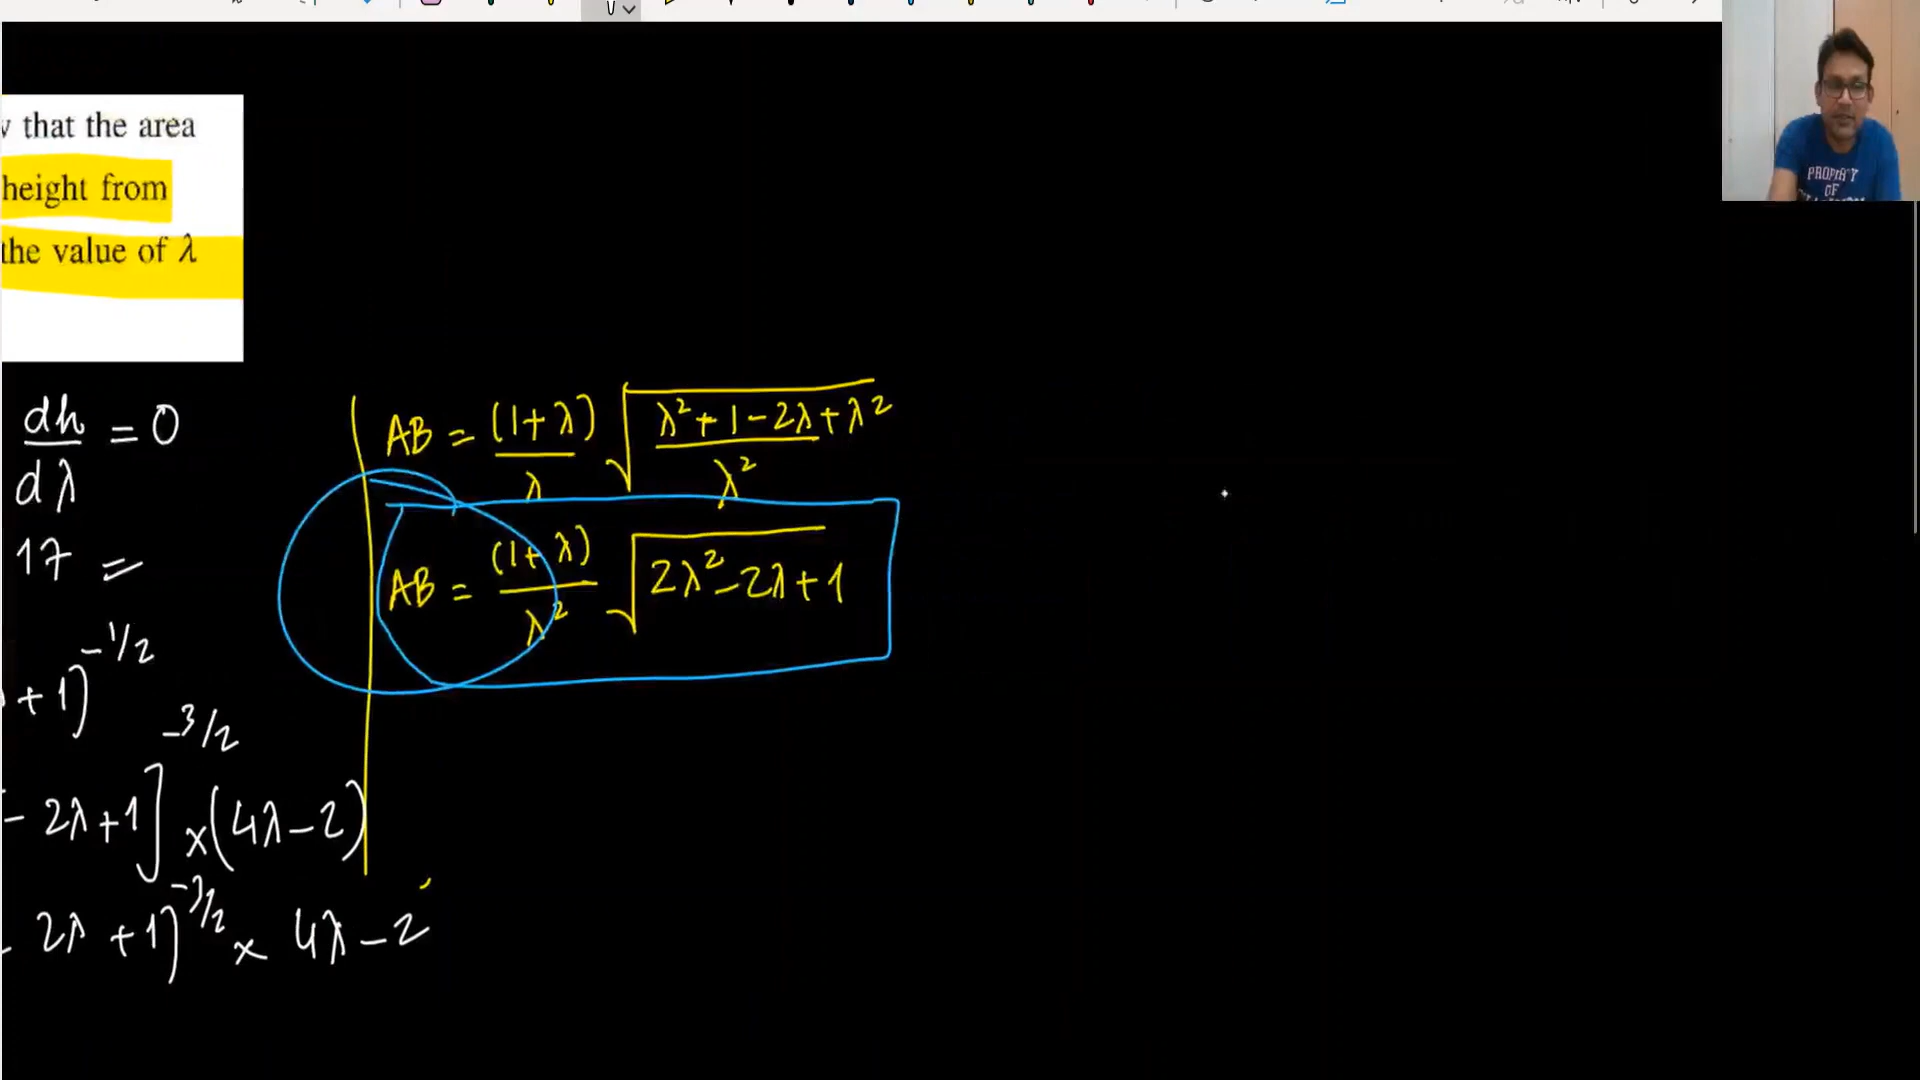 that the area
height from
the value of λ
dh/dλ = 0
AB = (1+λ)/λ √((λ²+1-2λ+λ²)/λ²)
17 =
AB = (1+λ)/λ² √(2λ²-2λ+1)
+1)^(-1/2)
- 2λ+1]^(-3/2) ×(4λ-2)
- 2λ+1)^(-3/2) × 4λ-2
PROPERTY
OF